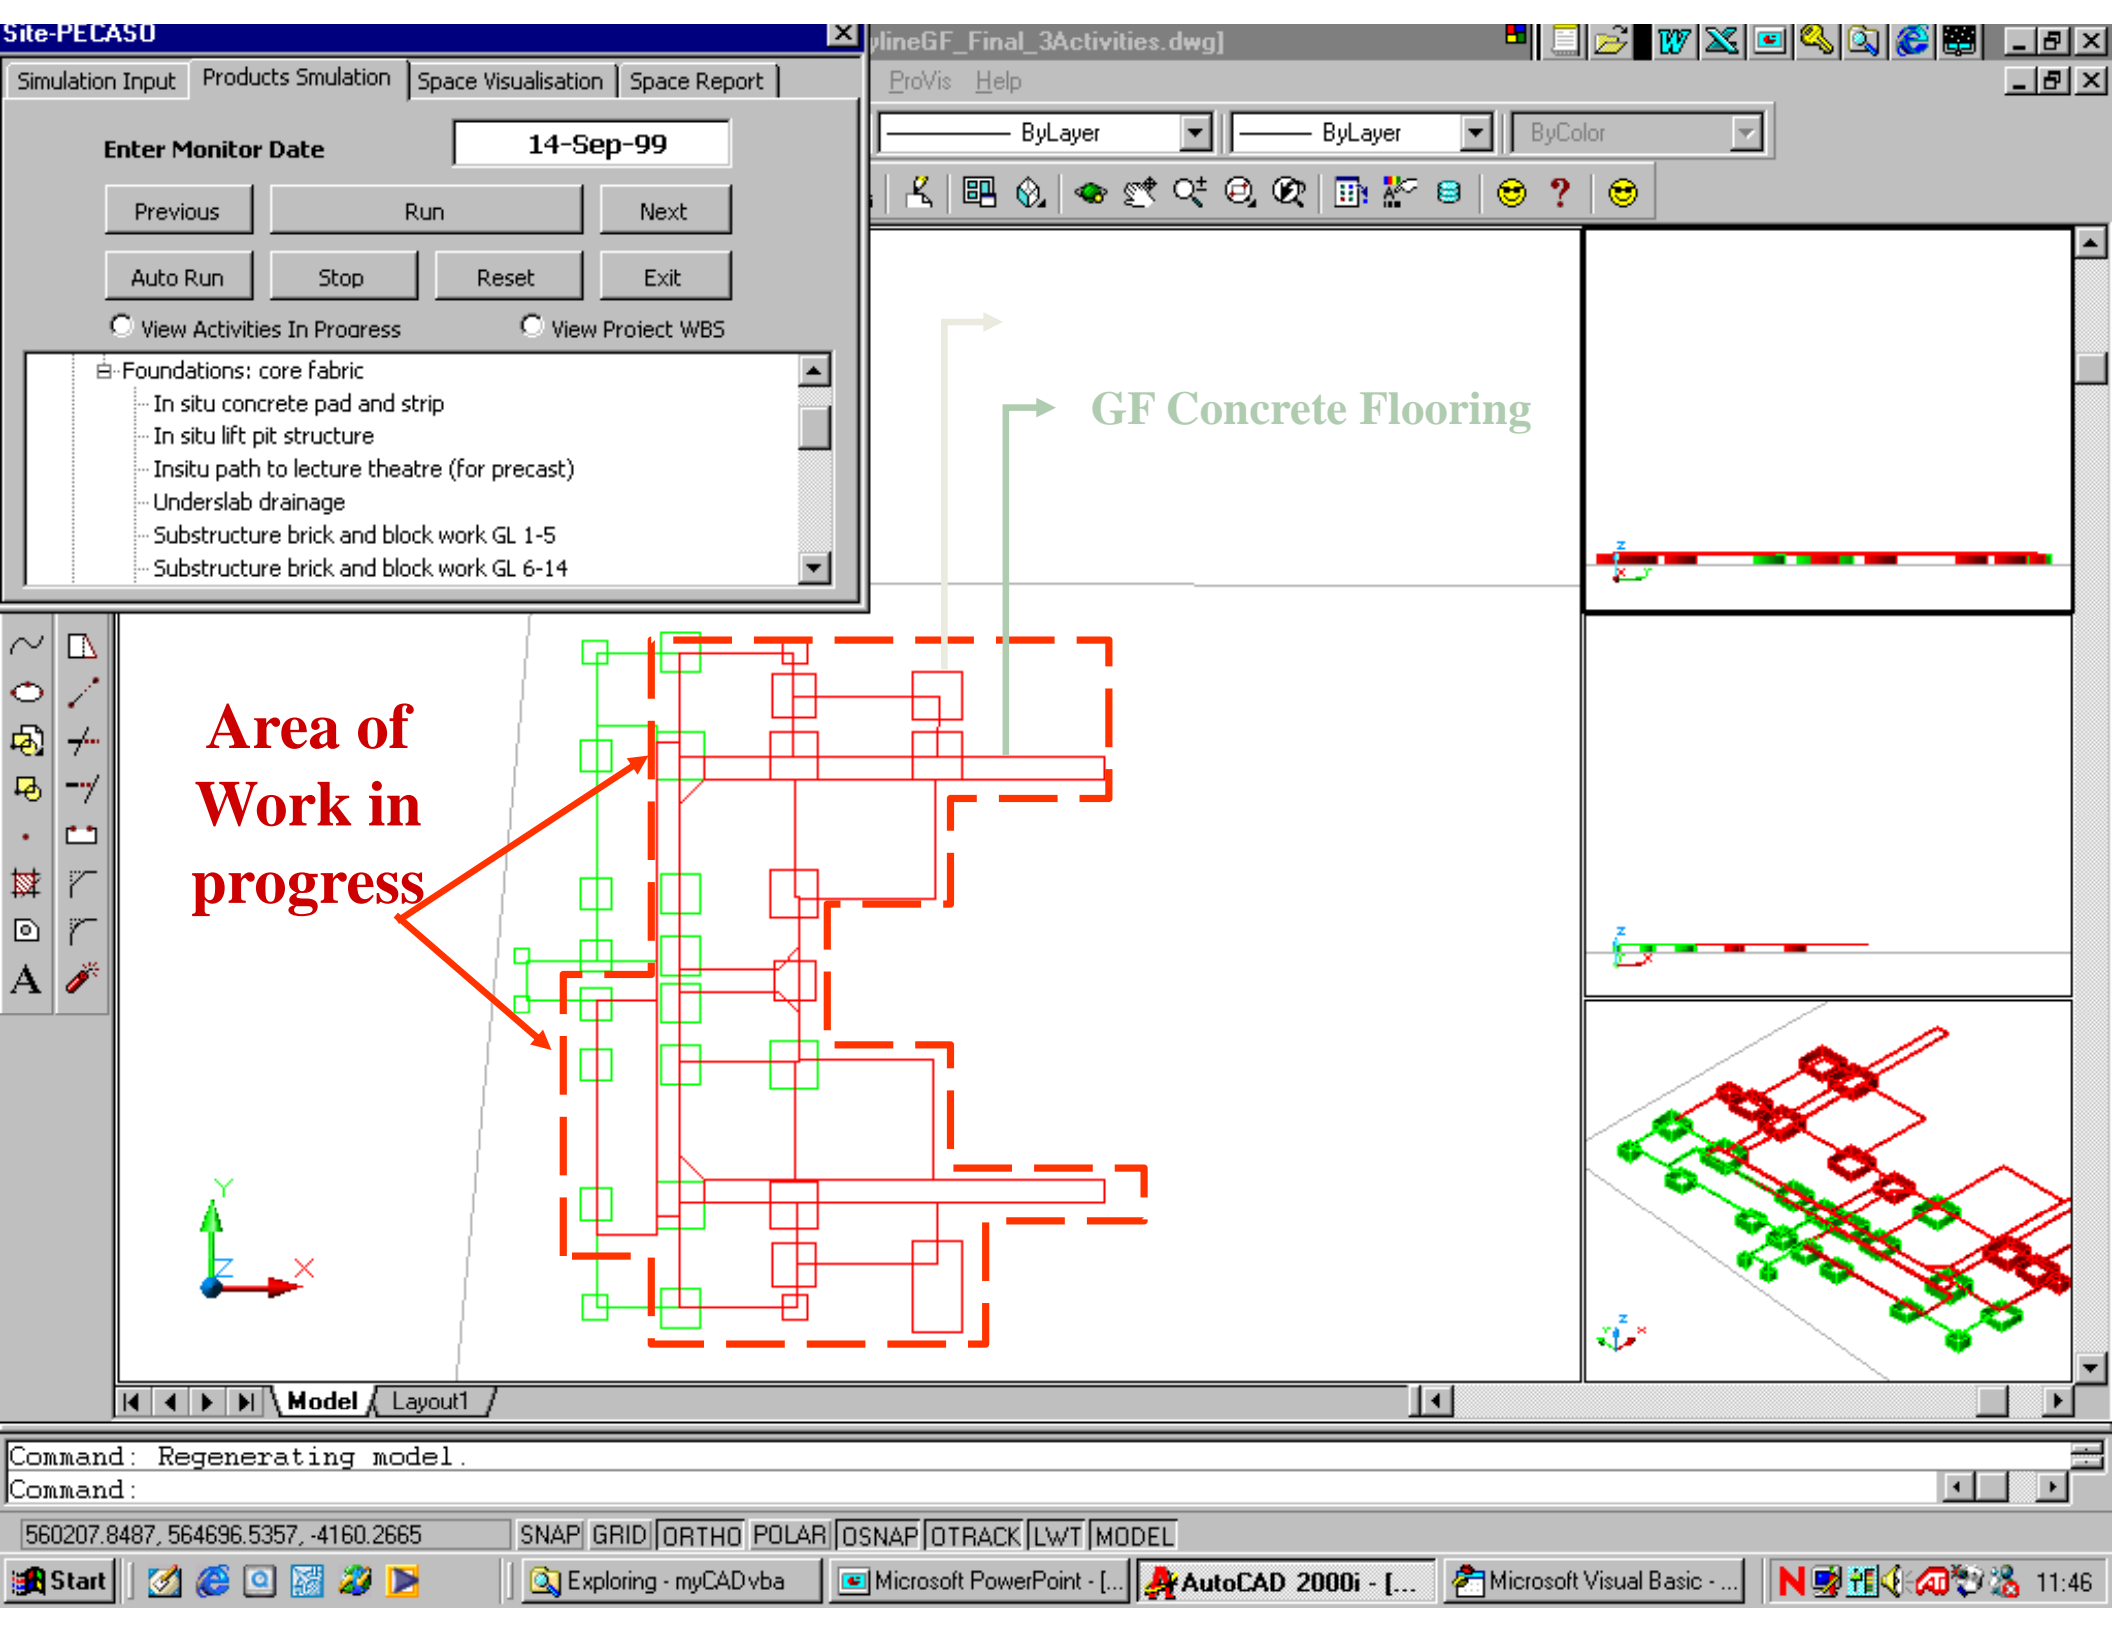 Site-PECASO
ylineGF_Final_3Activities.dwg]
Simulation Input Products Smulation Space Visualisation Space Report
ProVis Help
ByLayer ByLayer ByColor
Enter Monitor Date 14-Sep-99
Previous Run Next
Auto Run Stop Reset Exit
View Activities In Progress View Project WBS
Foundations: core fabric
In situ concrete pad and strip
In situ lift pit structure
Insitu path to lecture theatre (for precast)
Underslab drainage
Substructure brick and block work GL 1-5
Substructure brick and block work GL 6-14
GF Concrete Flooring
Area of
Work in
progress
Y
Z X
Model Layout1
Command: Regenerating model.
Command:
560207.8487, 564696.5357, -4160.2665 SNAP GRID ORTHO POLAR OSNAP OTRACK LWT MODEL
Start Exploring - myCADvba Microsoft PowerPoint - [... AutoCAD 2000i - [... Microsoft Visual Basic - ... 11:46